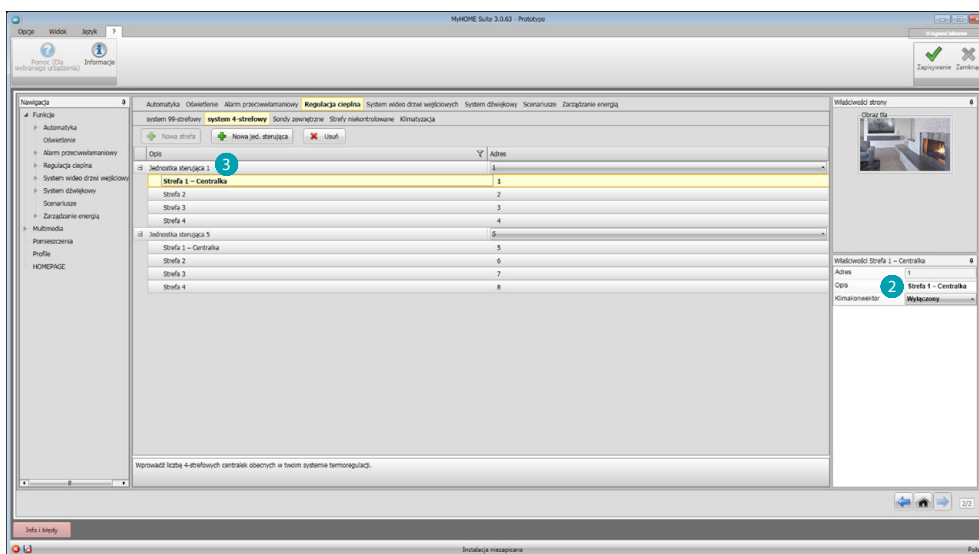 MyHOME Suite 3.0.63 - Prototype
Opcje Widok Język ?
Pomoc (Dla wybranego urządzenia)
Informacje
Zapisywanie Zamkną
Nawigacja
Funkcje
Automatyka
Oświetlenie
Alarm przeciwwłamaniowy
Regulacja cieplna
System wideo drzwi wejściowy
System dźwiękowy
Scenariusze
Zarządzanie energią
Multimedia
Pomieszczenia
Profile
HOMEPAGE
Automatyka Oświetlenie Alarm przeciwwłamaniowy Regulacja cieplna System wideo drzwi wejściowych System dźwiękowy Scenariusze Zarządzanie energią
system 99-strefowy system 4-strefowy Sondy zewnętrzne Strefy niekontrolowane Klimatyzacja
Nowa strefa Nowa jed. sterująca Usuń
Opis Adres
Jednostka sterująca 1 3 1
Strefa 1 – Centralka 1
Strefa 2 2
Strefa 3 3
Strefa 4 4
Jednostka sterująca 5 5
Strefa 1 – Centralka 5
Strefa 2 6
Strefa 3 7
Strefa 4 8
Wprowadź liczbę 4-strefowych centralek obecnych w twoim systemie termoregulacji.
Właściwości strony
Obraz tła
Właściwości Strefa 1 – Centralka
Adres 1
Opis 2 Strefa 1 – Centralka
Klimakonwektor Wyłączony
2/2
Info i błędy
Instalacja niezapisana